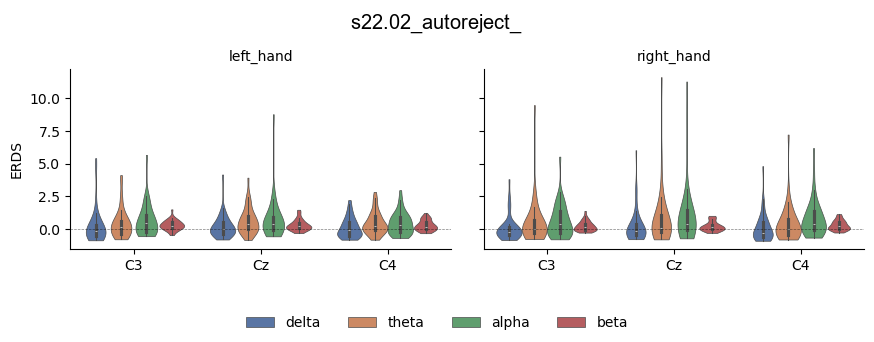 s22.02_autoreject_
left_hand
right_hand
ERDS
10.0
7.5
5.0
2.5
0.0
C3
Cz
C4
C3
Cz
C4
delta
theta
alpha
beta